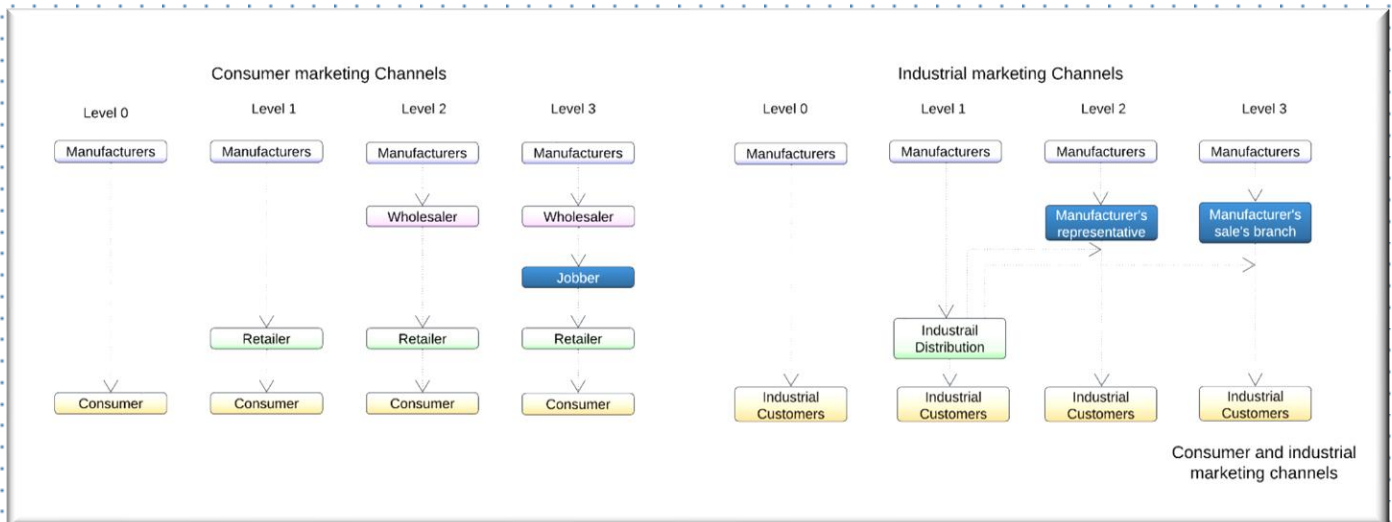 Consumer marketing Channels
Industrial marketing Channels
Level 0
Level 1
Level 2
Level 3
Level 0
Level 1
Level 2
Level 3
Manufacturers
Manufacturers
Manufacturers
Manufacturers
Manufacturers
Manufacturers
Manufacturers
Manufacturers
Wholesaler
Wholesaler
Manufacturer's
representative
Manufacturer's
sale's branch
Jobber
Retailer
Retailer
Retailer
Industrail
Distribution
Consumer
Consumer
Consumer
Consumer
Industrial
Customers
Industrial
Customers
Industrial
Customers
Industrial
Customers
Consumer and industrial
marketing channels